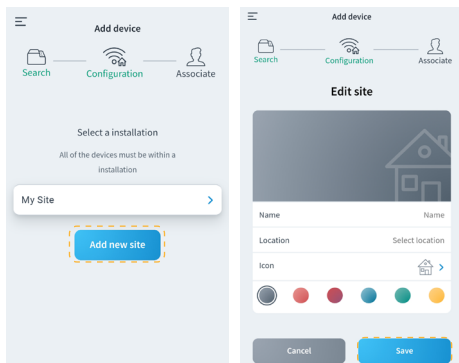 Add device
Search
Configuration
Associate
Select a installation
All of the devices must be within a
installation
My Site
Add new site
Add device
Search
Configuration
Associate
Edit site
Name
Name
Location
Select location
Icon
Cancel
Save